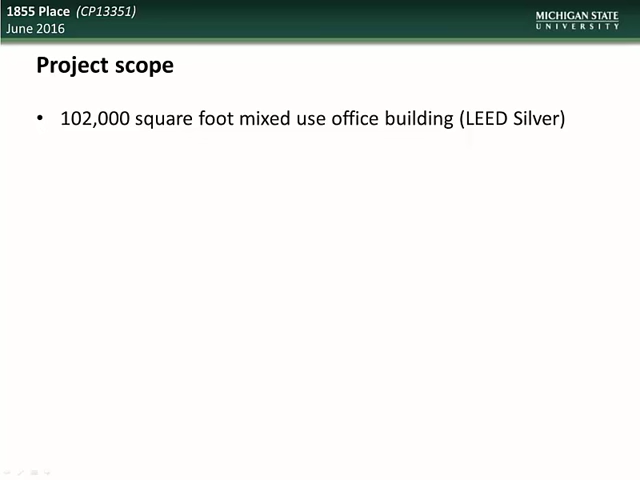 1855 Place (CP13351)
June 2016
MICHIGAN STATE
UNIVERSITY
Project scope
• 102,000 square foot mixed use office building (LEED Silver)